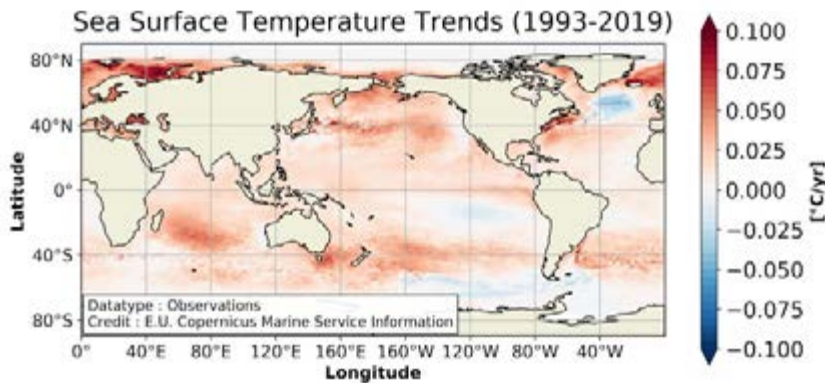 Sea Surface Temperature Trends (1993-2019)
80°N
40°N
0°
40°S
80°S
Latitude
Datatype : Observations
Credit : E.U. Copernicus Marine Service Information
0° 40°E 80°E 120°E 160°E 160°W 120°W 80°W 40°W
Longitude
0.100
0.075
0.050
0.025
0.000
−0.025
−0.050
−0.075
−0.100
[°C/yr]